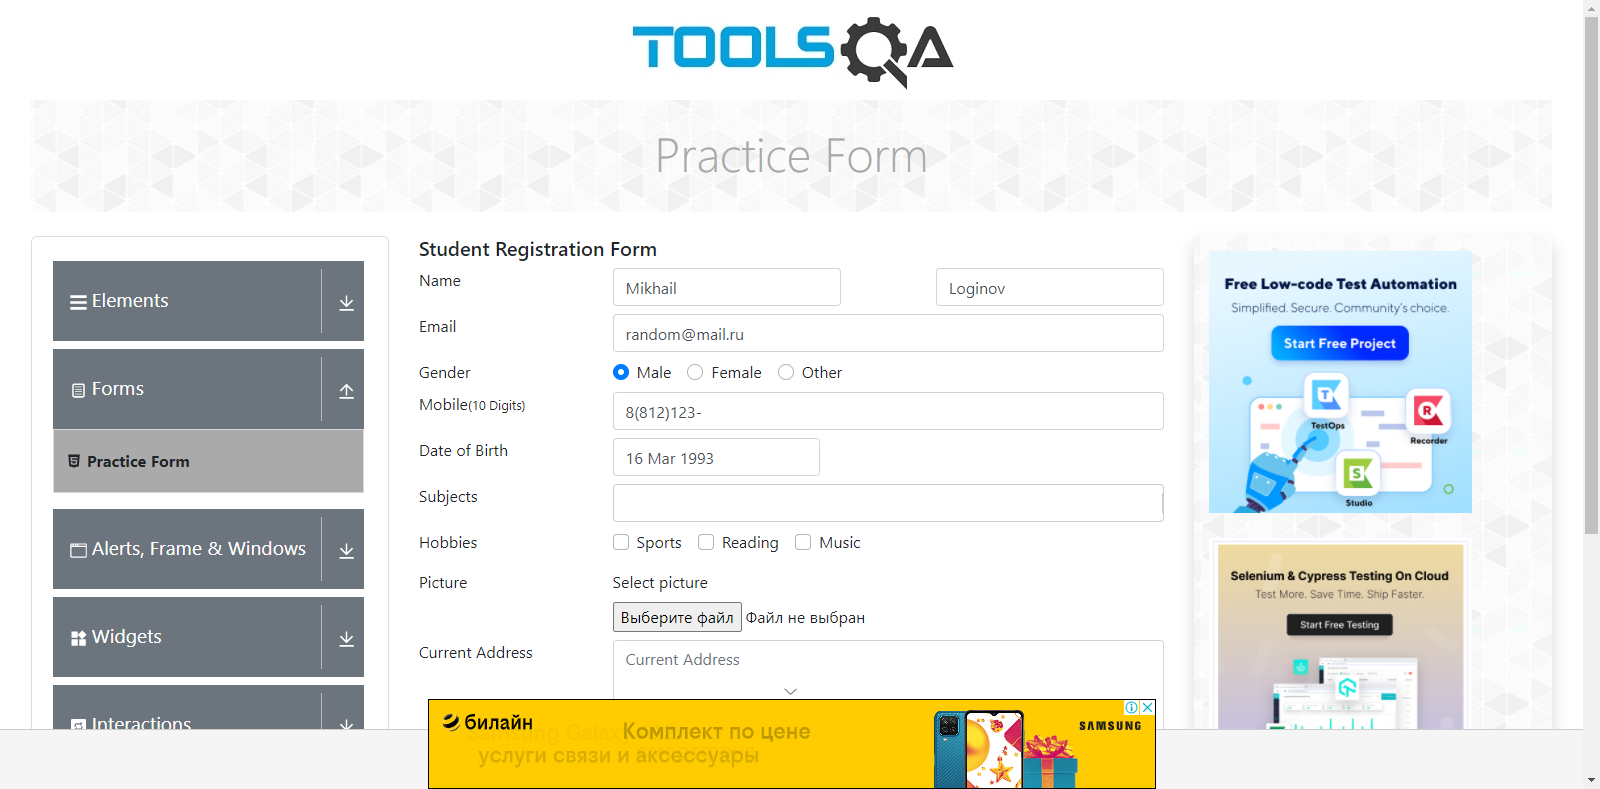 TOOLSQA
Practice Form
Elements
Forms
Practice Form
Alerts, Frame & Windows
Widgets
Interactions
Student Registration Form
Name
Mikhail
Loginov
Email
random@mail.ru
Gender
Male
Female
Other
Mobile(10 Digits)
8(812)123-
Date of Birth
16 Mar 1993
Subjects
Hobbies
Sports
Reading
Music
Picture
Select picture
Выберите файл Файл не выбран
Current Address
Current Address
Free Low-code Test Automation
Simplified. Secure. Community's choice.
Start Free Project
TestOps
Recorder
Studio
Selenium & Cypress Testing On Cloud
Test More. Save Time. Ship Faster.
Start Free Testing
билайн
Samsung Galax
Комплект по цене
услуги связи и аксессуары
SAMSUNG